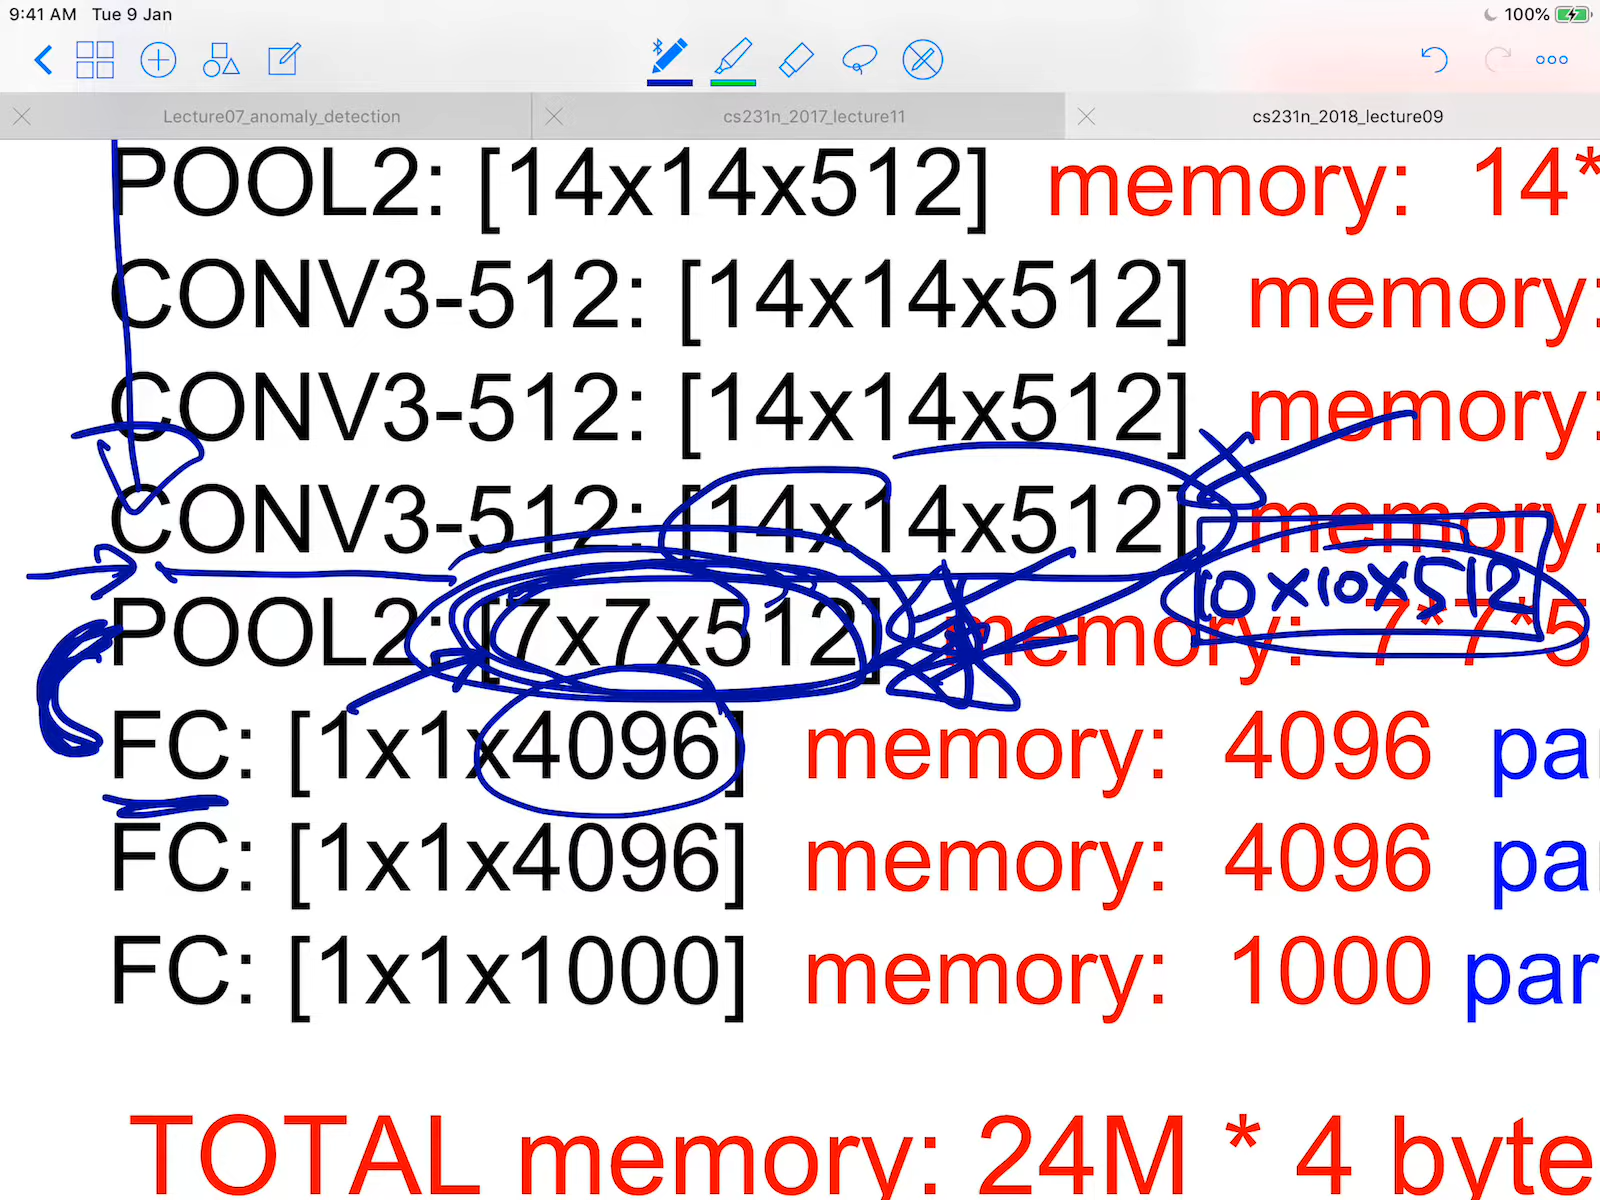 9:41 AM Tue 9 Jan 100%
Lecture07_anomaly_detection cs231n_2017_lecture11 cs231n_2018_lecture09
POOL2: [14x14x512] memory: 14*
CONV3-512: [14x14x512] memory:
CONV3-512: [14x14x512] memory:
CONV3-512: [14x14x512] memory:
10x10x512
POOL2: [7x7x512] memory: 7*7*5
FC: [1x1x4096] memory: 4096 pa
FC: [1x1x4096] memory: 4096 pa
FC: [1x1x1000] memory: 1000 par
TOTAL memory: 24M * 4 byte